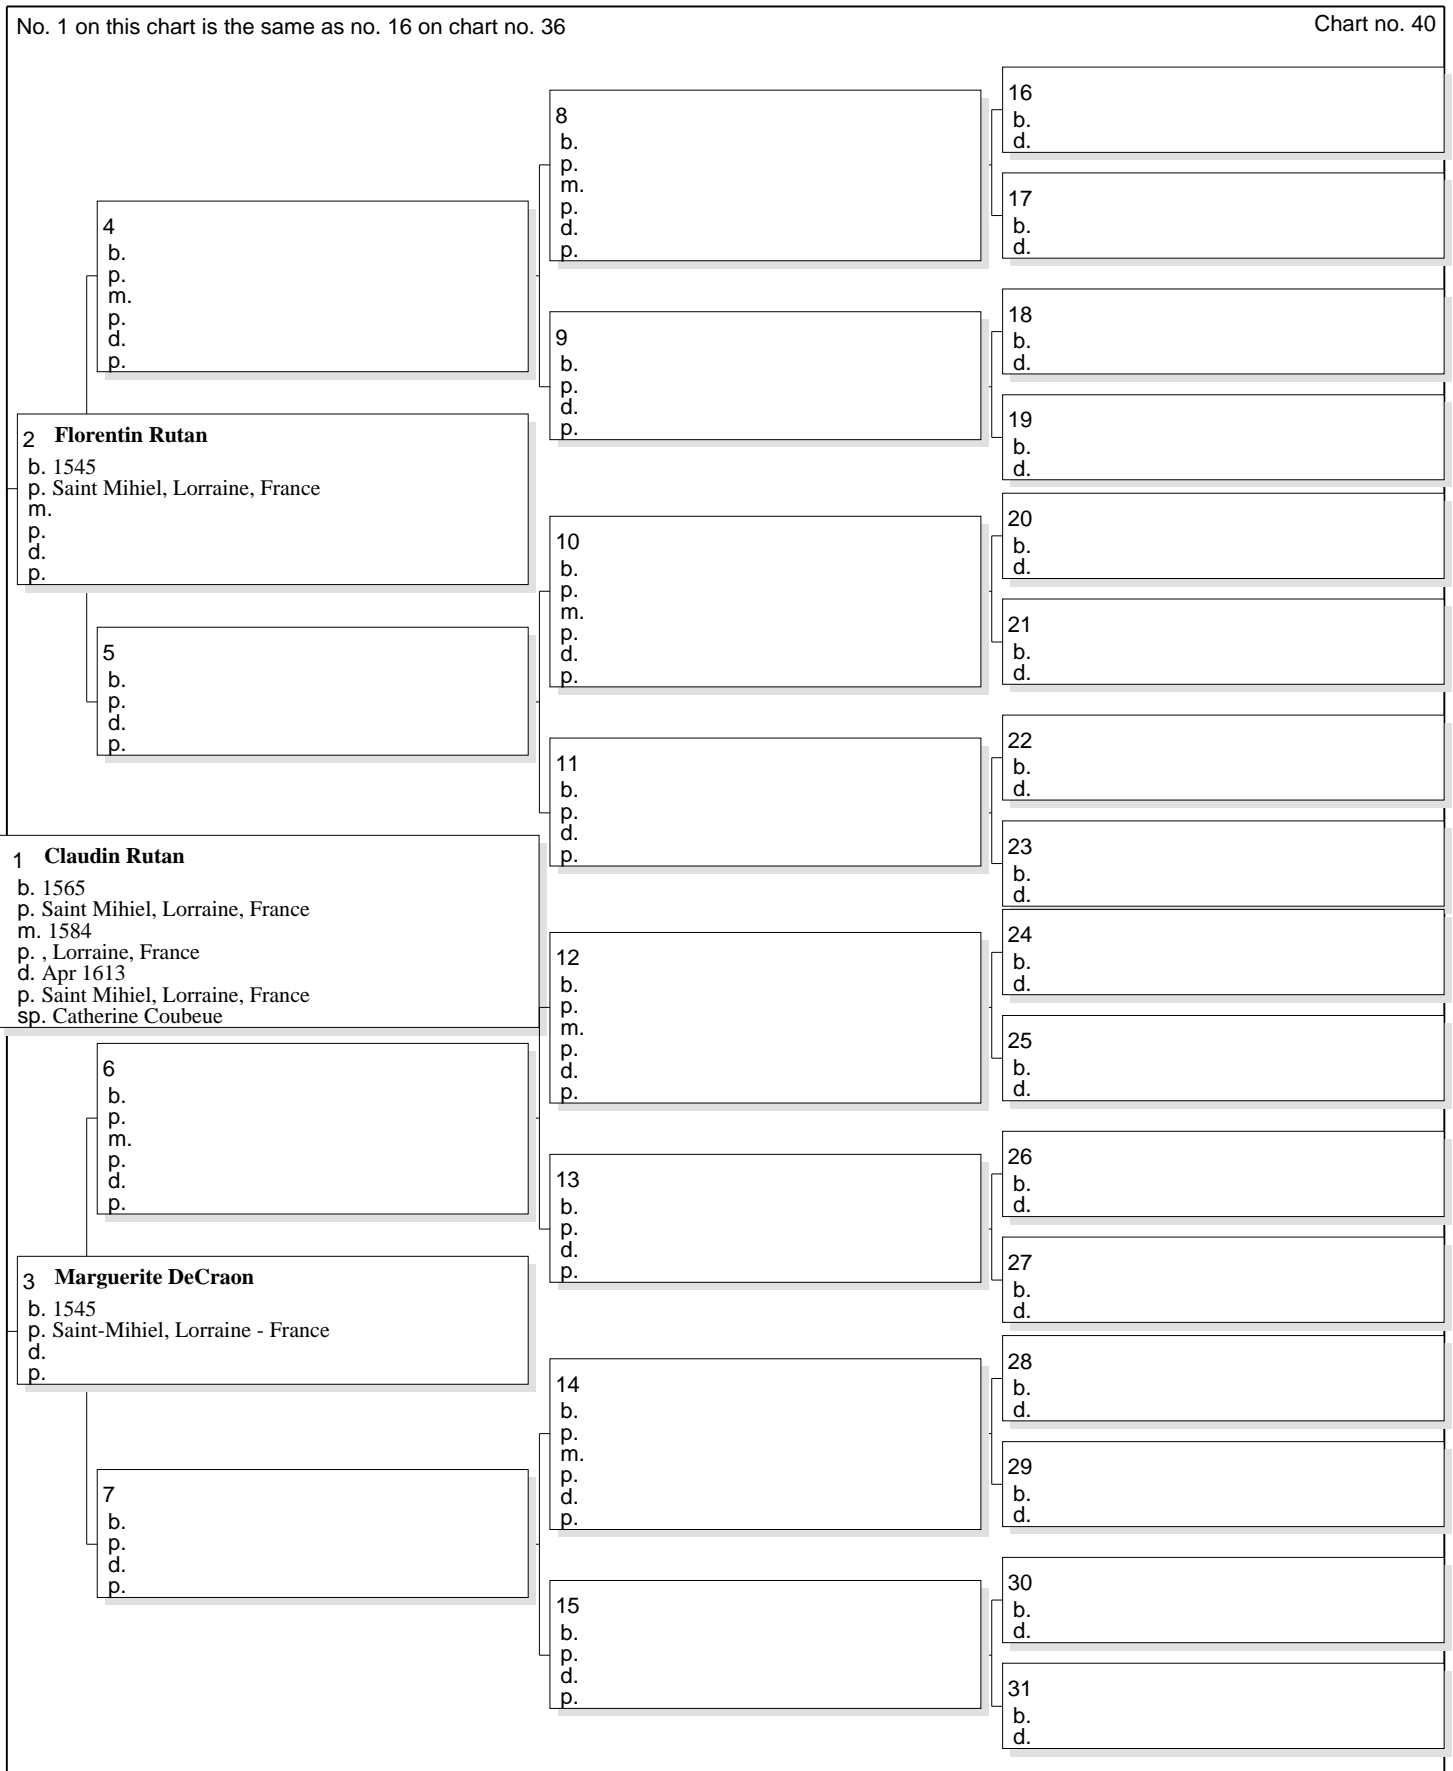 No. 1 on this chart is the same as no. 16 on chart no. 36
Chart no. 40
16
b.
d.
8
b.
p.
m.
p.
d.
p.
17
b.
d.
4
b.
p.
m.
p.
d.
p.
18
b.
d.
9
b.
p.
d.
p.
19
b.
d.
2 Florentin Rutan
b. 1545
p. Saint Mihiel, Lorraine, France
m.
p.
d.
p.
20
b.
d.
10
b.
p.
m.
p.
d.
p.
21
b.
d.
5
b.
p.
d.
p.
22
b.
d.
11
b.
p.
d.
p.
23
b.
d.
1 Claudin Rutan
b. 1565
p. Saint Mihiel, Lorraine, France
m. 1584
p. , Lorraine, France
d. Apr 1613
p. Saint Mihiel, Lorraine, France
sp. Catherine Coubeue
24
b.
d.
12
b.
p.
m.
p.
d.
p.
25
b.
d.
6
b.
p.
m.
p.
d.
p.
26
b.
d.
13
b.
p.
d.
p.
27
b.
d.
3 Marguerite DeCraon
b. 1545
p. Saint-Mihiel, Lorraine - France
d.
p.
28
b.
d.
14
b.
p.
m.
p.
d.
p.
29
b.
d.
7
b.
p.
d.
p.
30
b.
d.
15
b.
p.
d.
p.
31
b.
d.